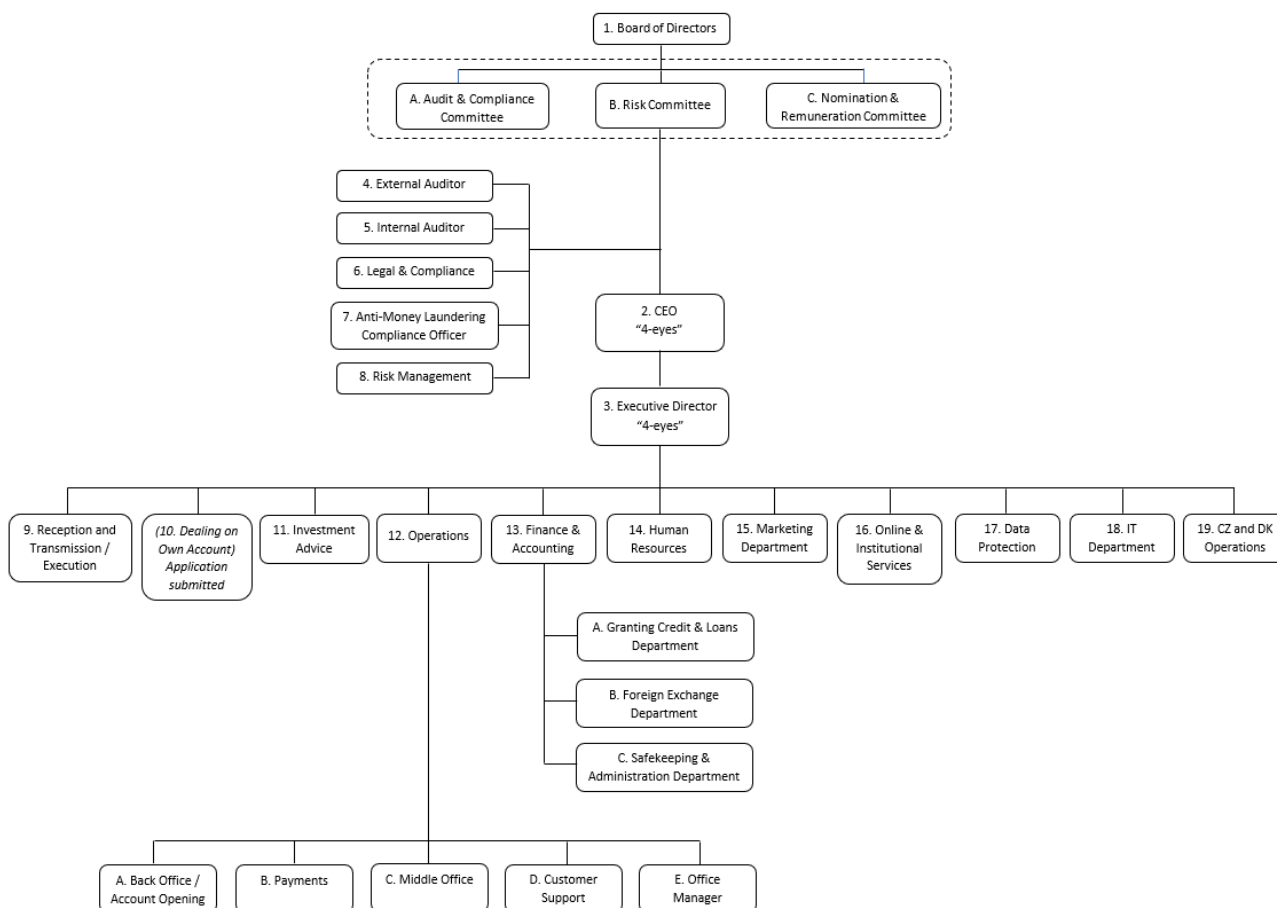 1. Board of Directors
A. Audit & Compliance
Committee
B. Risk Committee
C. Nomination &
Remuneration Committee
4. External Auditor
5. Internal Auditor
6. Legal & Compliance
7. Anti-Money Laundering
Compliance Officer
8. Risk Management
2. CEO
“4-eyes”
3. Executive Director
“4-eyes”
9. Reception and
Transmission /
Execution
(10. Dealing on
Own Account)
Application
submitted
11. Investment
Advice
12. Operations
13. Finance &
Accounting
14. Human
Resources
15. Marketing
Department
16. Online &
Institutional
Services
17. Data
Protection
18. IT
Department
19. CZ and DK
Operations
A. Granting Credit & Loans
Department
B. Foreign Exchange
Department
C. Safekeeping &
Administration Department
A. Back Office /
Account Opening
B. Payments
C. Middle Office
D. Customer
Support
E. Office
Manager